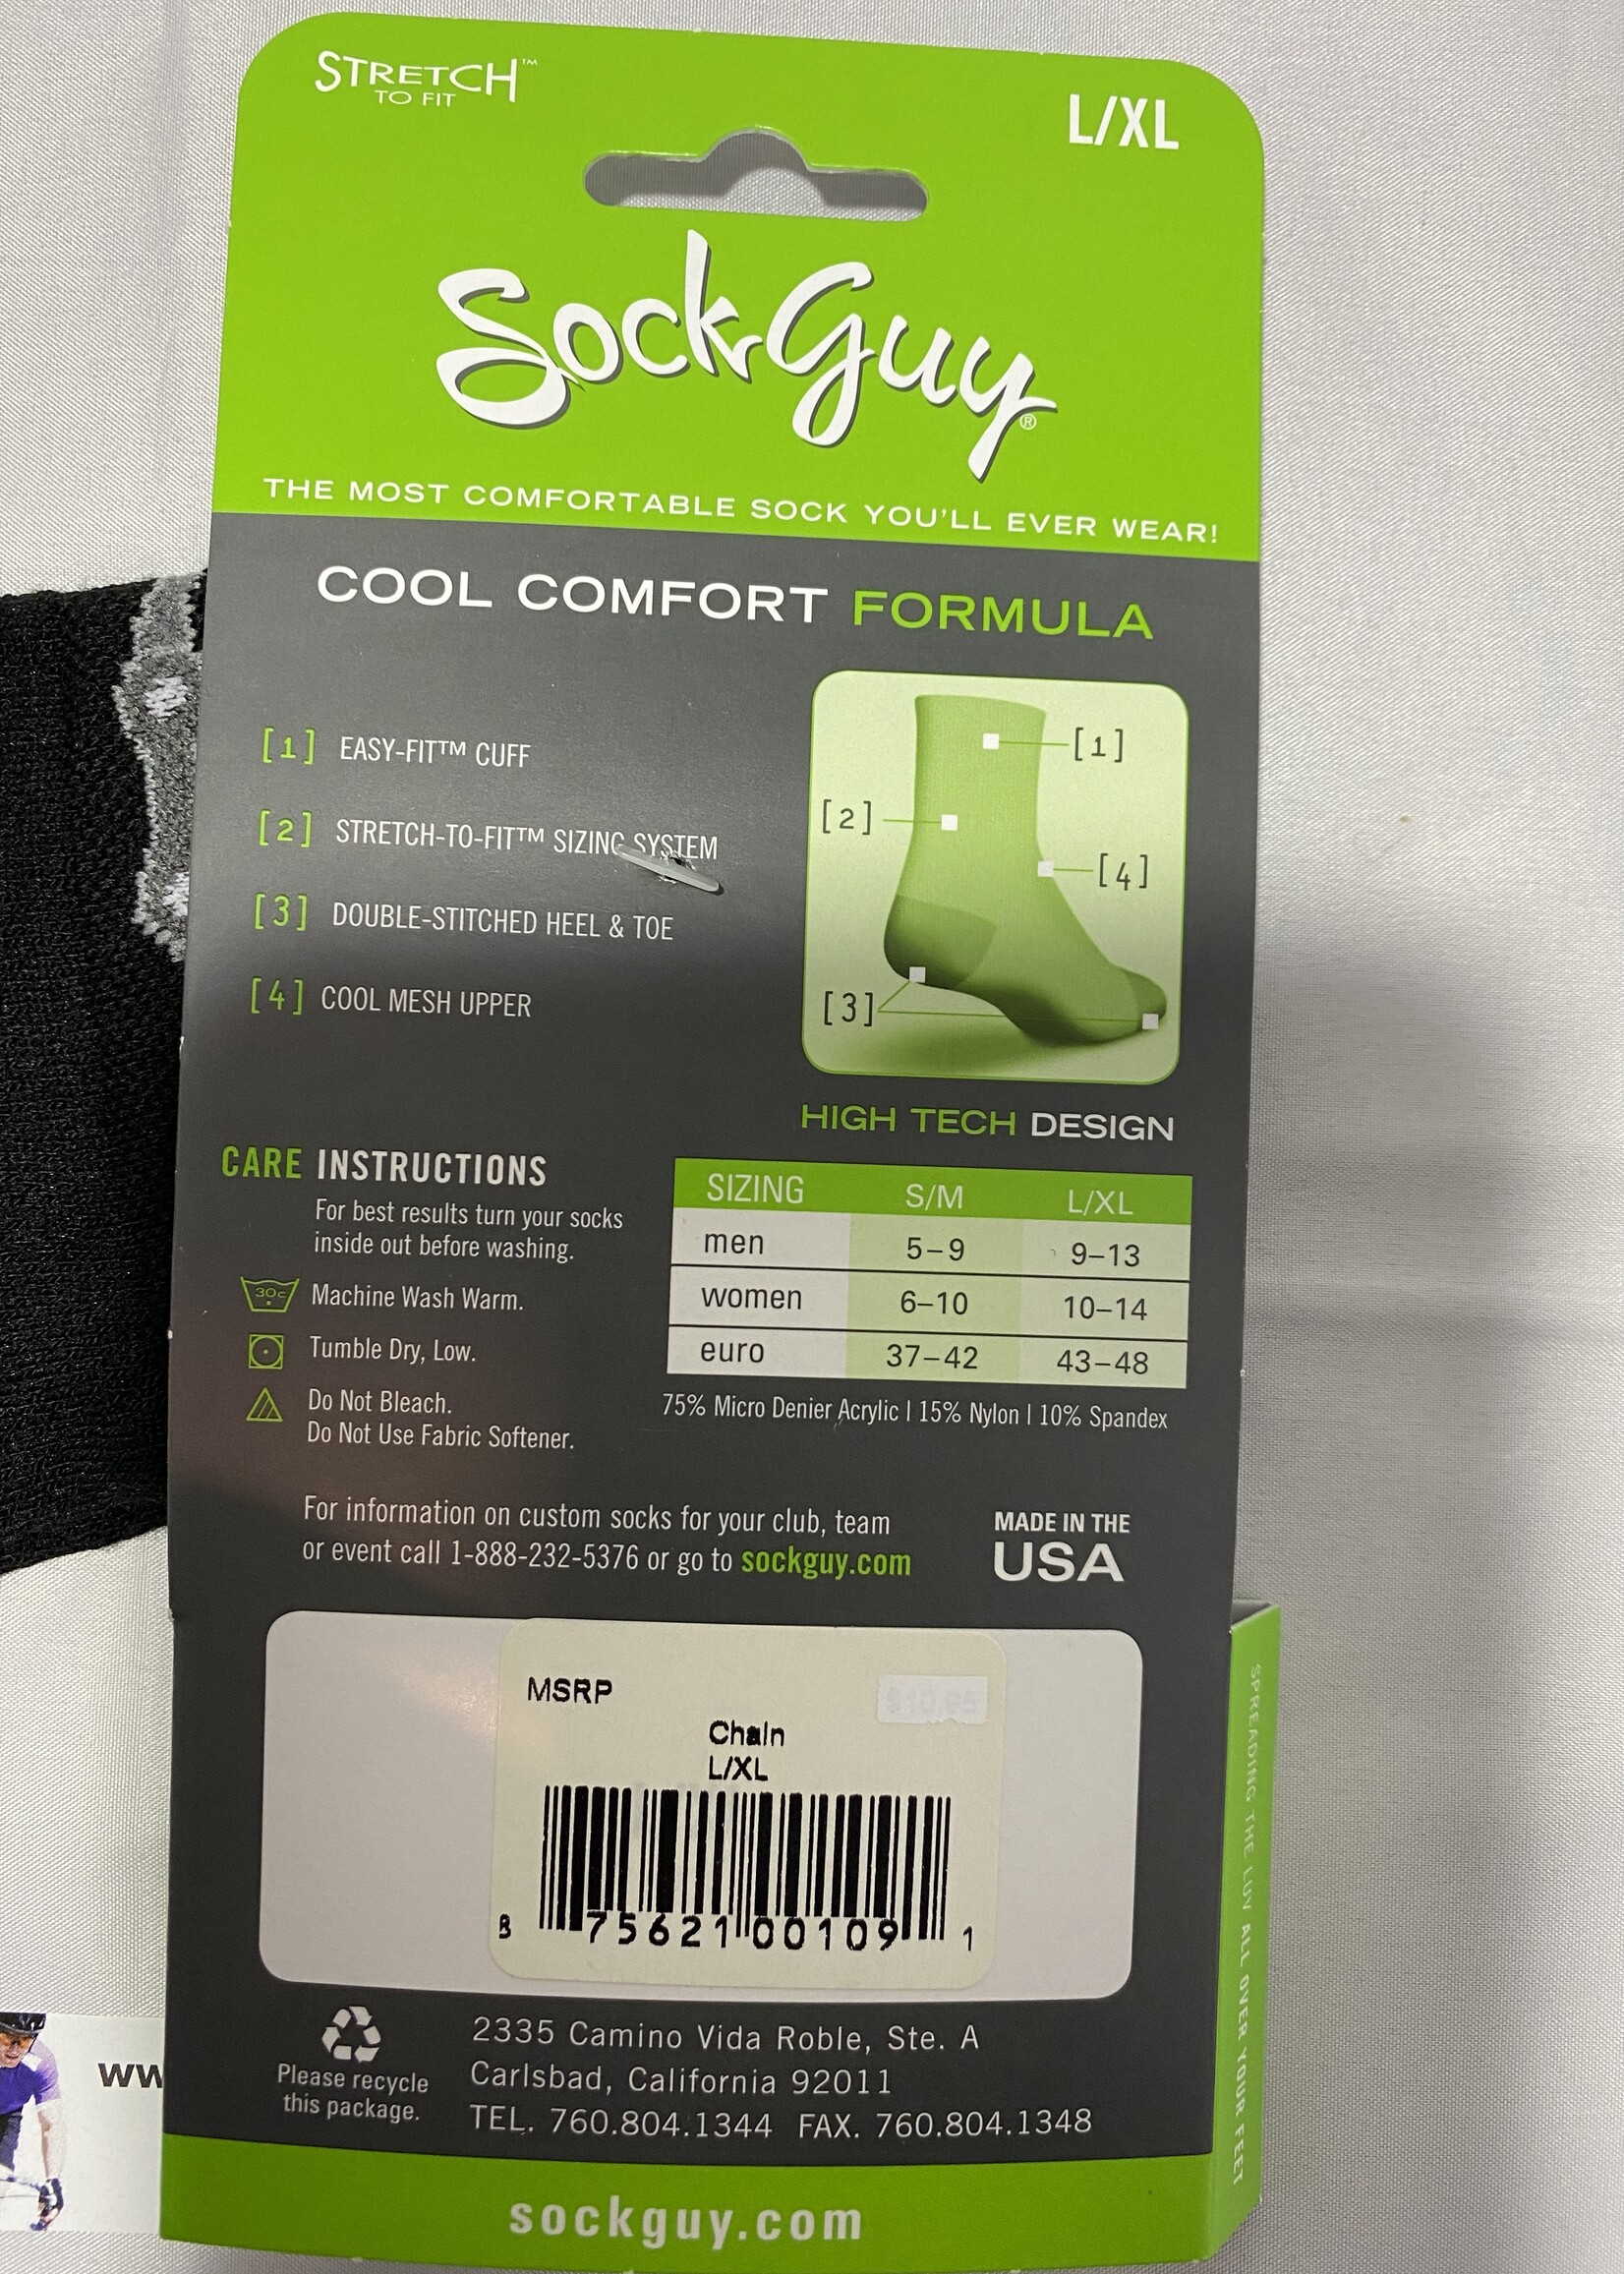 STRETCH™
TO FIT
L/XL
SockGuy®
THE MOST COMFORTABLE SOCK YOU'LL EVER WEAR!
COOL COMFORT FORMULA
[1] EASY-FIT™ CUFF
[2] STRETCH-TO-FIT™ SIZING SYSTEM
[3] DOUBLE-STITCHED HEEL & TOE
[4] COOL MESH UPPER
[1]
[2]
[4]
[3]
HIGH TECH DESIGN
CARE INSTRUCTIONS
For best results turn your socks
inside out before washing.
30c
Machine Wash Warm.
Tumble Dry, Low.
Do Not Bleach.
Do Not Use Fabric Softener.
SIZING S/M L/XL
men 5–9 9–13
women 6–10 10–14
euro 37–42 43–48
75% Micro Denier Acrylic | 15% Nylon | 10% Spandex
For information on custom socks for your club, team
or event call 1-888-232-5376 or go to sockguy.com
MADE IN THE
USA
MSRP
$10.95
Chain
L/XL
8 75621 00109 1
Please recycle
this package.
2335 Camino Vida Roble, Ste. A
Carlsbad, California 92011
TEL. 760.804.1344 FAX. 760.804.1348
sockguy.com
SPREADING THE LUV ALL OVER YOUR FEET
ww